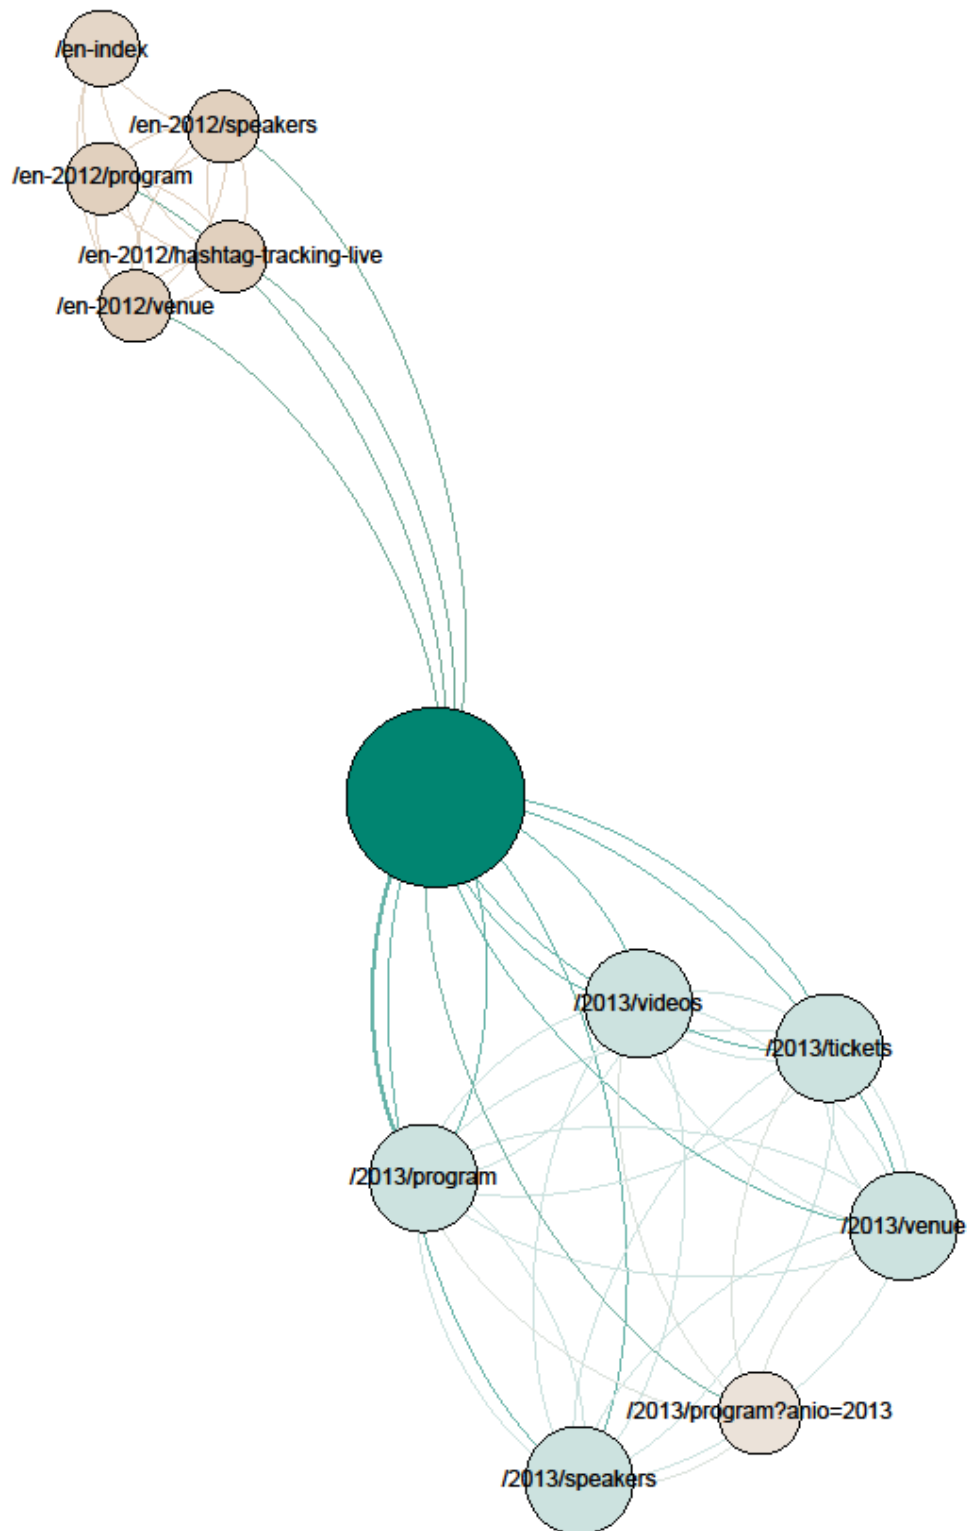 /en-index
/en-2012/speakers
/en-2012/program
/en-2012/hashtag-tracking-live
/en-2012/venue
/2013/videos
/2013/tickets
/2013/program
/2013/venue
/2013/program?anio=2013
/2013/speakers